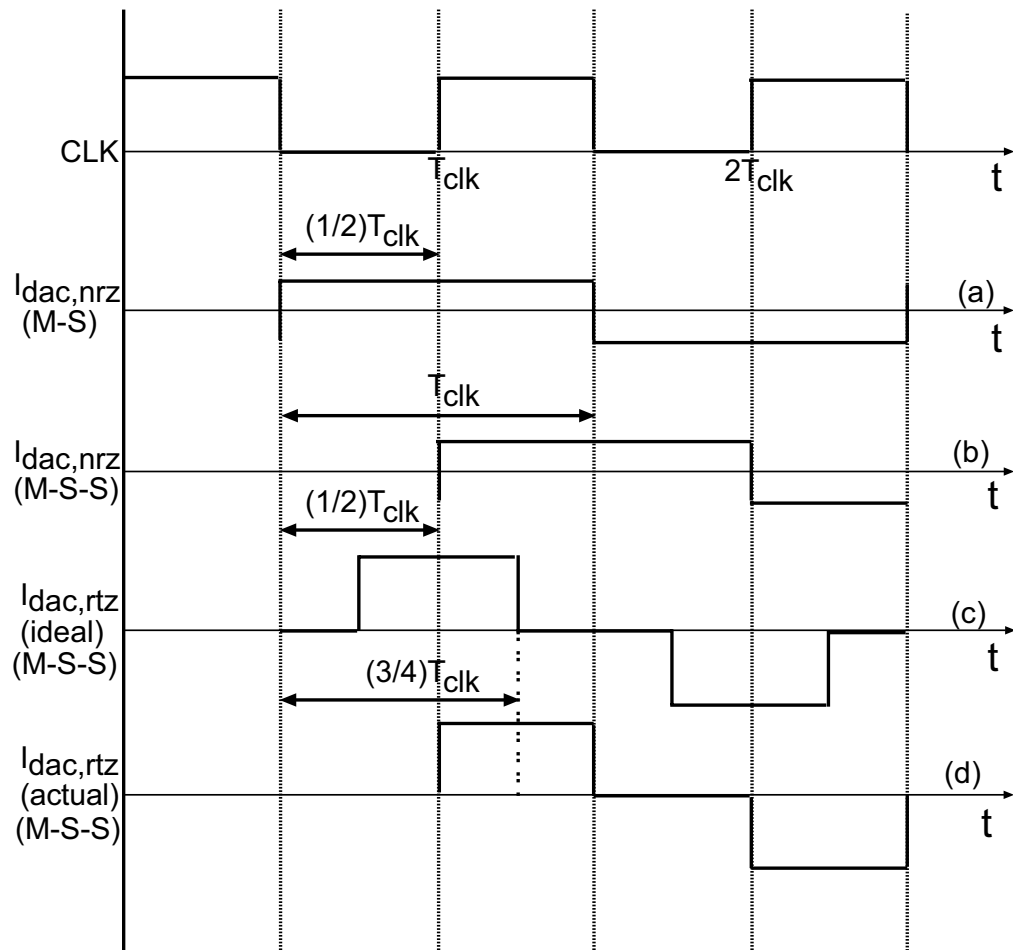 CLK
T_clk
2T_clk
t
(1/2)T_clk
I_dac,nrz
(M-S)
(a)
t
T_clk
I_dac,nrz
(M-S-S)
(b)
t
(1/2)T_clk
I_dac,rtz
(ideal)
(M-S-S)
(c)
t
(3/4)T_clk
I_dac,rtz
(actual)
(M-S-S)
(d)
t